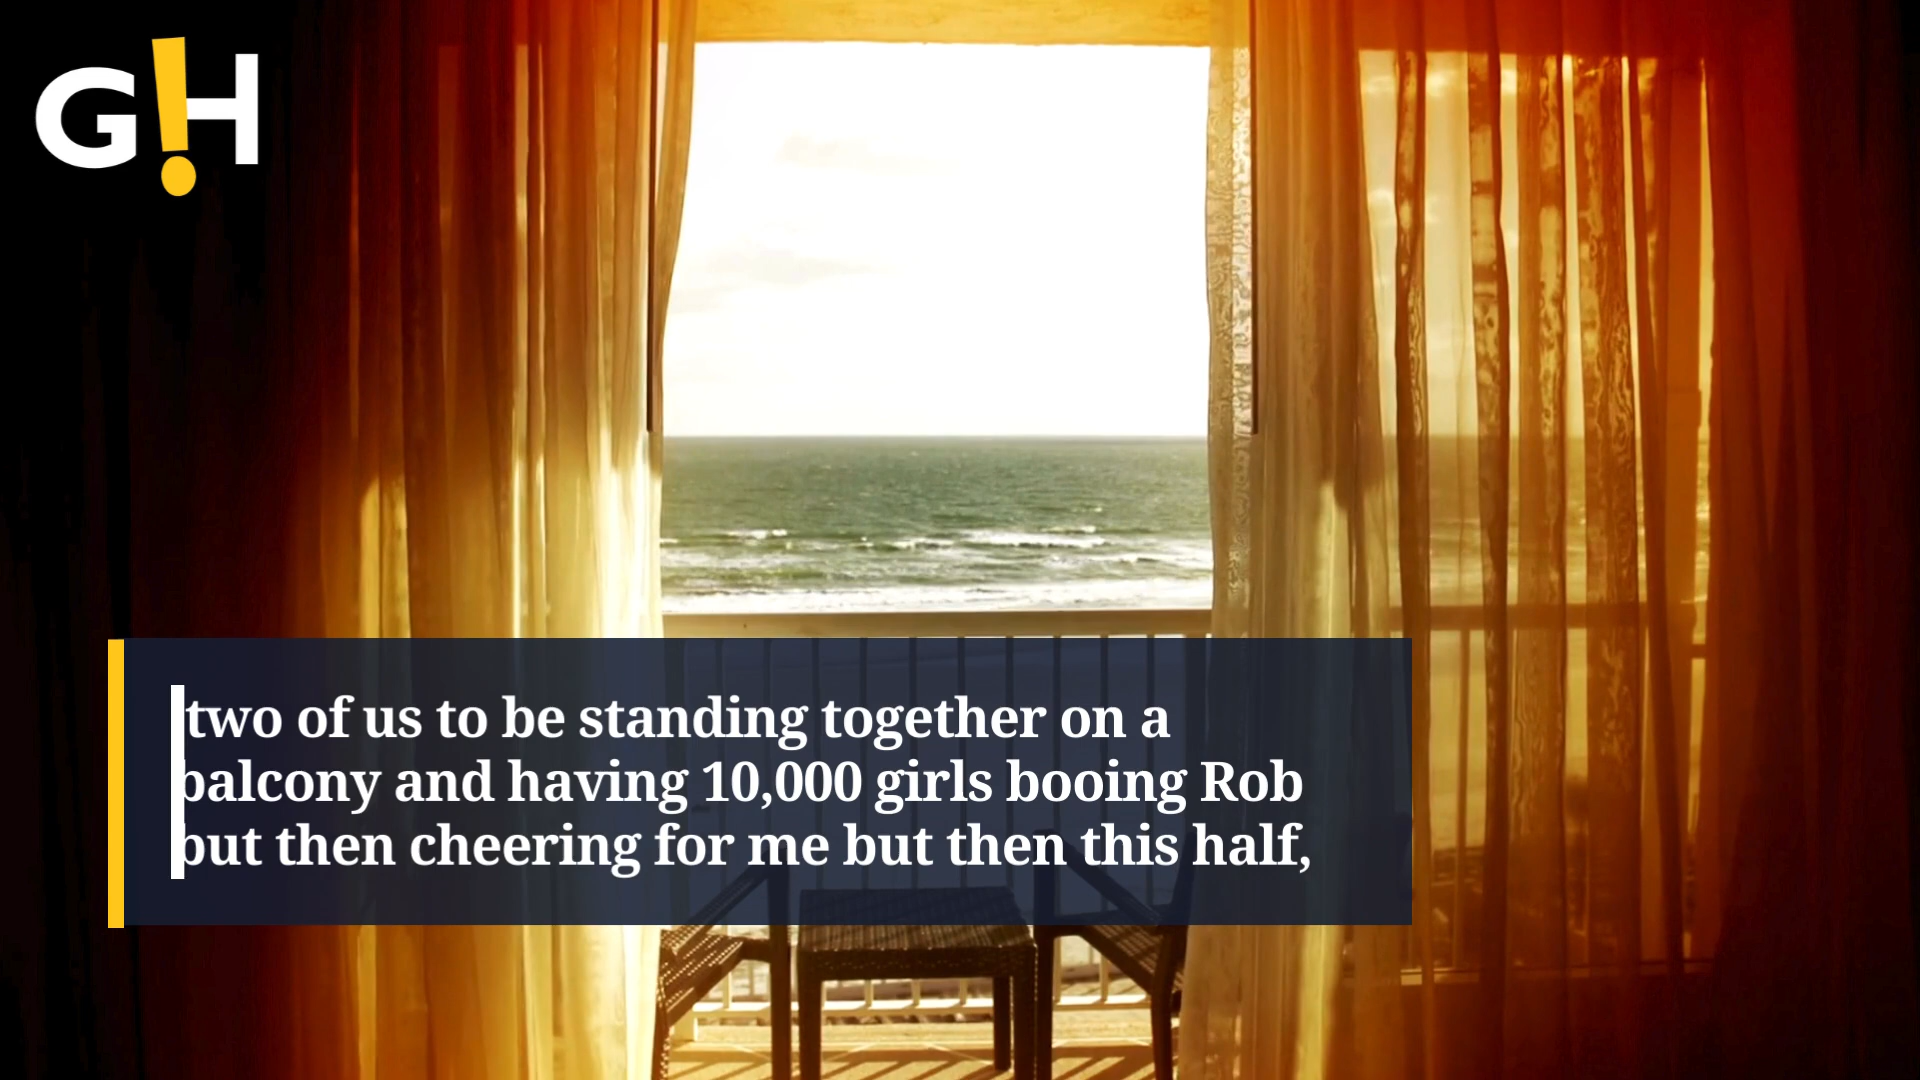 G!H
two of us to be standing together on a
balcony and having 10,000 girls booing Rob
but then cheering for me but then this half,